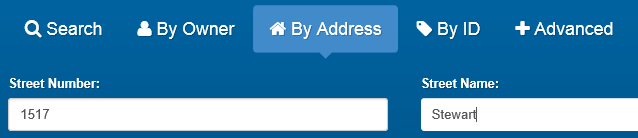 Search By Owner By Address By ID Advanced
Street Number: Street Name:
1517 Stewart